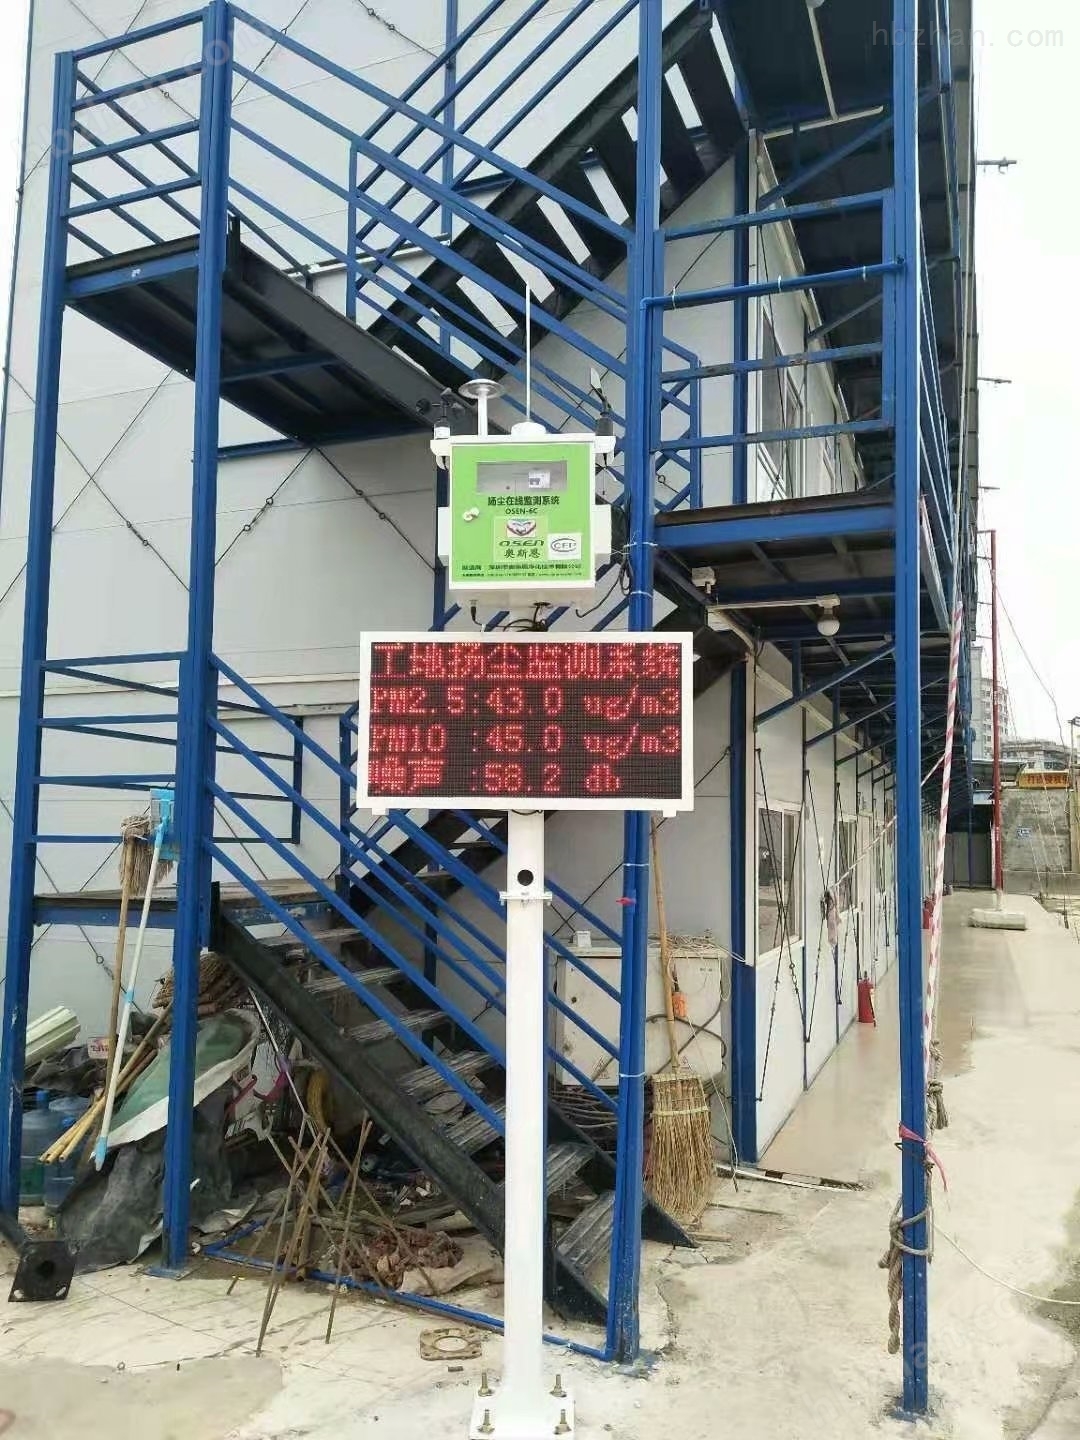 hbzhan.com
扬尘在线监测系统
OSEN-6C
OSEN
CEP
奥斯恩
工地扬尘监测系统
PM2.5:43.0 ug/m3
PM10 :45.0 ug/m3
噪声 :58.2 db